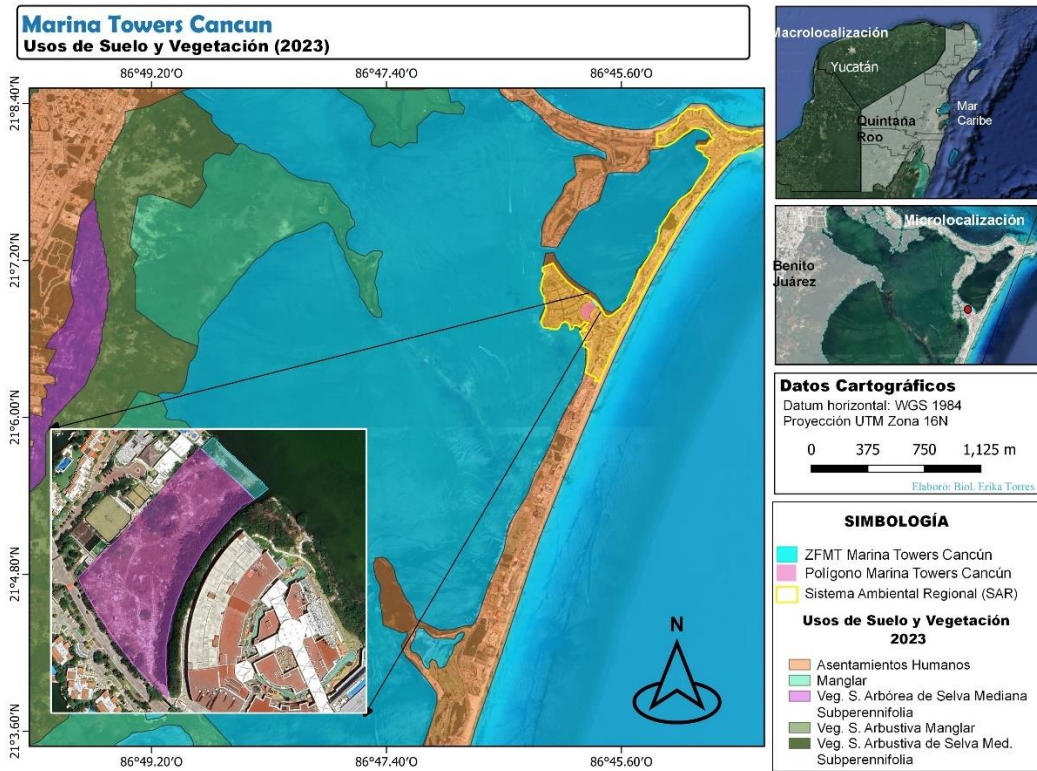 Marina Towers Cancun
Usos de Suelo y Vegetación (2023)
86°49.20'O
86°47.40'O
86°45.60'O
21°8.40'N
21°7.20'N
21°6.00'N
21°4.80'N
21°3.60'N
86°49.20'O
86°47.40'O
86°45.60'O
N
Macrolocalización
Yucatán
Quintana
Roo
Mar
Caribe
Microlocalización
Benito
Juárez
Datos Cartográficos
Datum horizontal: WGS 1984
Proyección UTM Zona 16N
0 375 750 1,125 m
Elaboró: Biol. Erika Torres
SIMBOLOGÍA
ZFMT Marina Towers Cancún
Polígono Marina Towers Cancún
Sistema Ambiental Regional (SAR)
Usos de Suelo y Vegetación
2023
Asentamientos Humanos
Manglar
Veg. S. Arbórea de Selva Mediana
Subperennifolia
Veg. S. Arbustiva Manglar
Veg. S. Arbustiva de Selva Med.
Subperennifolia